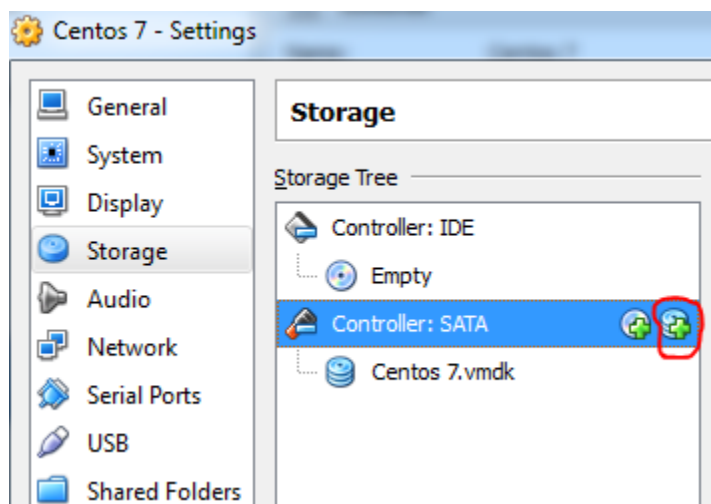 Centos 7 - Settings
General
System
Display
Storage
Audio
Network
Serial Ports
USB
Shared Folders
Storage
Storage Tree
Controller: IDE
Empty
Controller: SATA
Centos 7.vmdk